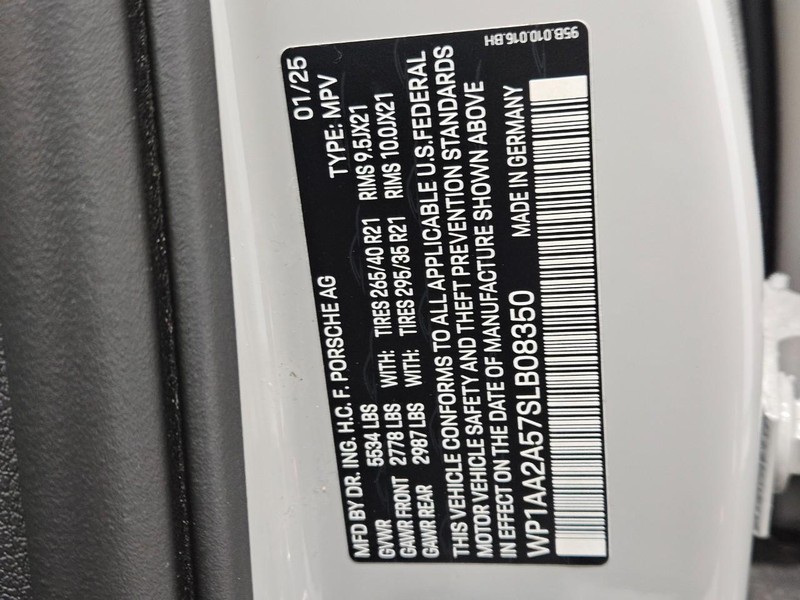 MFD BY DR. ING. H.C. F. PORSCHE AG 01/25
GVWR 5534 LBS TYPE: MPV
GAWR FRONT 2778 LBS WITH: TIRES 265/40 R21 RIMS 9.5JX21
GAWR REAR 2987 LBS WITH: TIRES 295/35 R21 RIMS 10.0JX21
THIS VEHICLE CONFORMS TO ALL APPLICABLE U.S.FEDERAL
MOTOR VEHICLE SAFETY AND THEFT PREVENTION STANDARDS
IN EFFECT ON THE DATE OF MANUFACTURE SHOWN ABOVE
WP1AA2A57SLB08350 MADE IN GERMANY
95B.010.016.BH